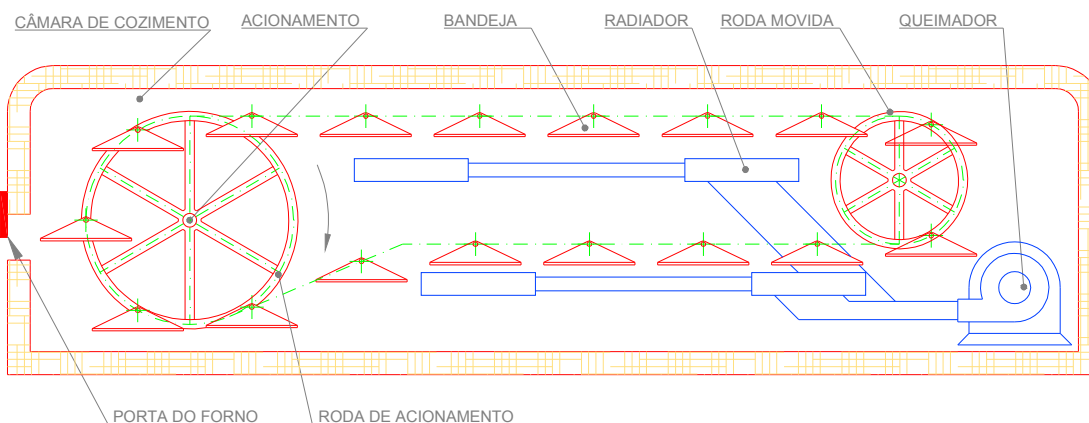 CÂMARA DE COZIMENTO
ACIONAMENTO
BANDEJA
RADIADOR
RODA MOVIDA
QUEIMADOR
PORTA DO FORNO
RODA DE ACIONAMENTO